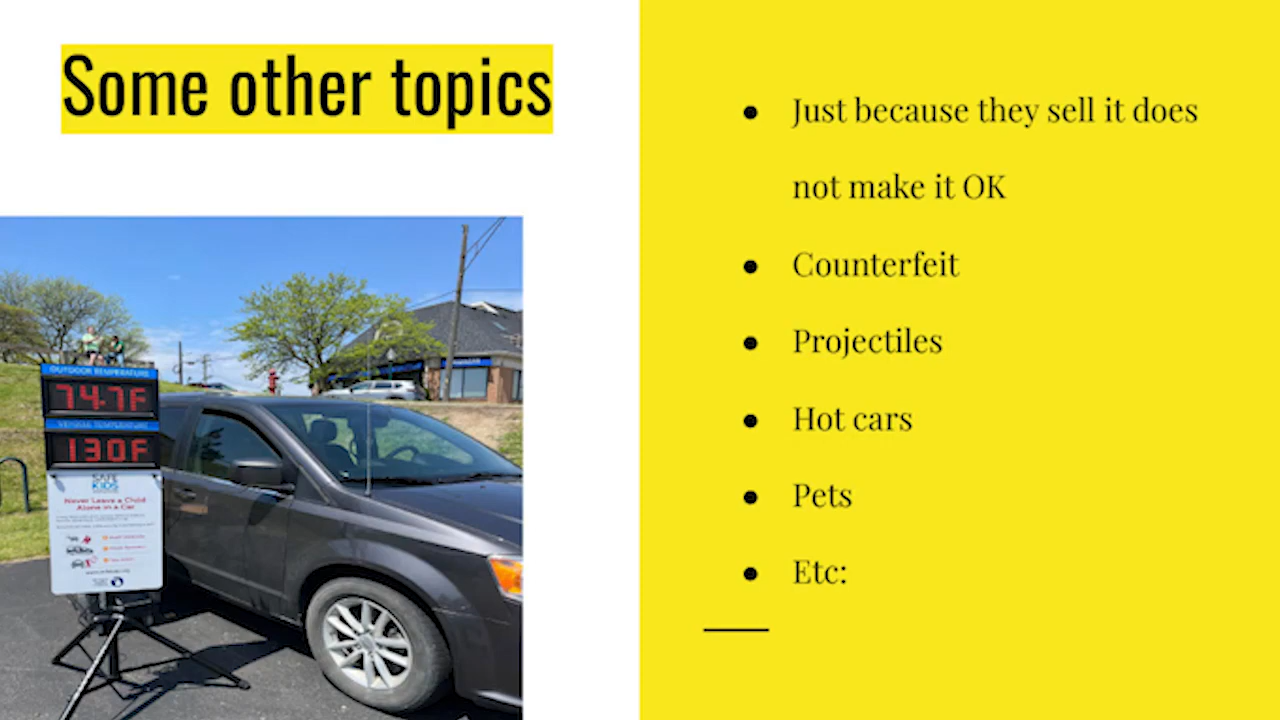 Some other topics
• Just because they sell it does
not make it OK
• Counterfeit
• Projectiles
• Hot cars
• Pets
• Etc:
OUTDOOR TEMPERATURE
74.7F
VEHICLE TEMPERATURE
130F
SAFE
KIDS
Never Leave a Child
Alone in a Car